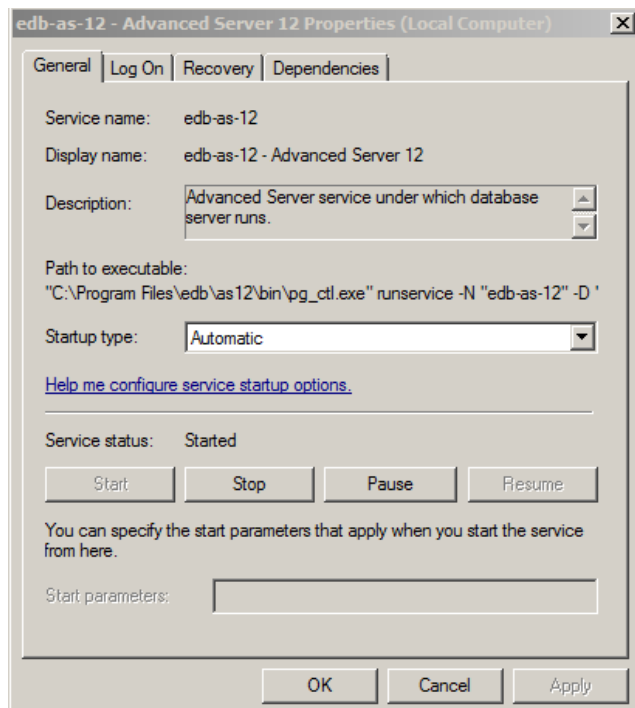 edb-as-12 - Advanced Server 12 Properties (Local Computer)
General Log On Recovery Dependencies
Service name: edb-as-12
Display name: edb-as-12 - Advanced Server 12
Description: Advanced Server service under which database
server runs.
Path to executable:
"C:\Program Files\edb\as12\bin\pg_ctl.exe" runservice -N "edb-as-12" -D "
Startup type: Automatic
Help me configure service startup options.
Service status: Started
Start Stop Pause Resume
You can specify the start parameters that apply when you start the service
from here.
Start parameters:
OK Cancel Apply